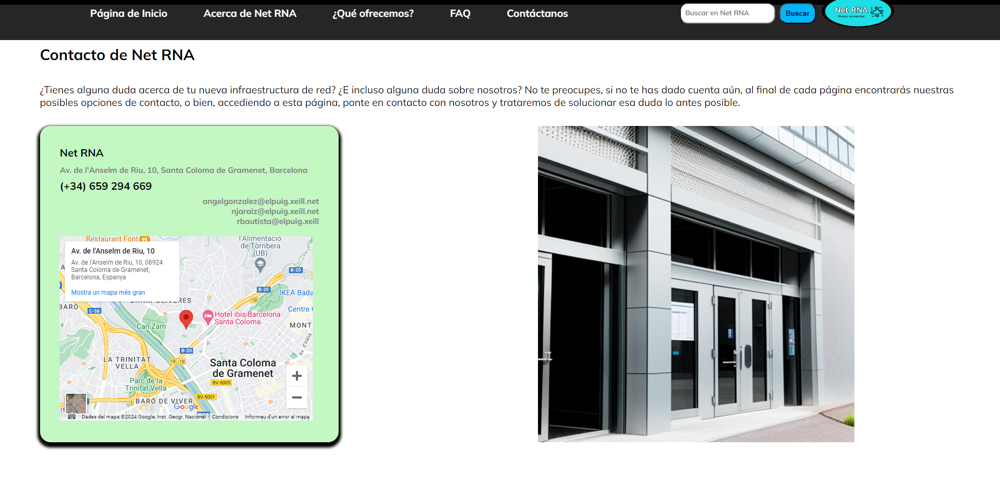 Página de Inicio
Acerca de Net RNA
¿Qué ofrecemos?
FAQ
Contáctanos
Buscar en Net RNA
Buscar
Net RNA
Always connected
Contacto de Net RNA
¿Tienes alguna duda acerca de tu nueva infraestructura de red? ¿E incluso alguna duda sobre nosotros? No te preocupes, si no te has dado cuenta aún, al final de cada página encontrarás nuestras
posibles opciones de contacto, o bien, accediendo a esta página, ponte en contacto con nosotros y trataremos de solucionar esa duda lo antes posible.
Net RNA
Av. de l'Anselm de Riu, 10, Santa Coloma de Gramenet, Barcelona
(+34) 659 294 669
angelgonzalez@elpuig.xeill.net
njaraiz@elpuig.xeill.net
rbautista@elpuig.xeill
Restaurant Font
l'Alimentació
de Torribera
(UB)
Av. de l'Anselm de Riu, 10
Av. de l'Anselm de Riu, 10, 08924
Santa Coloma de Gramenet,
Barcelona, Espanya
Mostra un mapa més gran
B-20
B-20
IKEA Bada
19
Centre
BARÓ
C-58
Hotel ibis Barcelona
Santa Coloma
Can Zam
MONT
Av. d'Itàlia
B-20
LA TRINITAT
VELLA
18
19
Santa Coloma
de Gramenet
BV-5005
Parc de la
Trinitat Vella
BV-5001
1
BARÓ DE VIVER
Google
Dades del mapa ©2024 Google, Inst. Geogr. Nacional
Condicions
Informeu d'un error al mapa